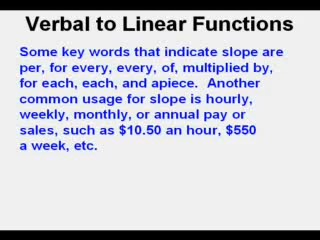 Verbal to Linear Functions
Some key words that indicate slope are
per, for every, every, of, multiplied by,
for each, each, and apiece.  Another
common usage for slope is hourly,
weekly, monthly, or annual pay or
sales, such as $10.50 an hour, $550
a week, etc.